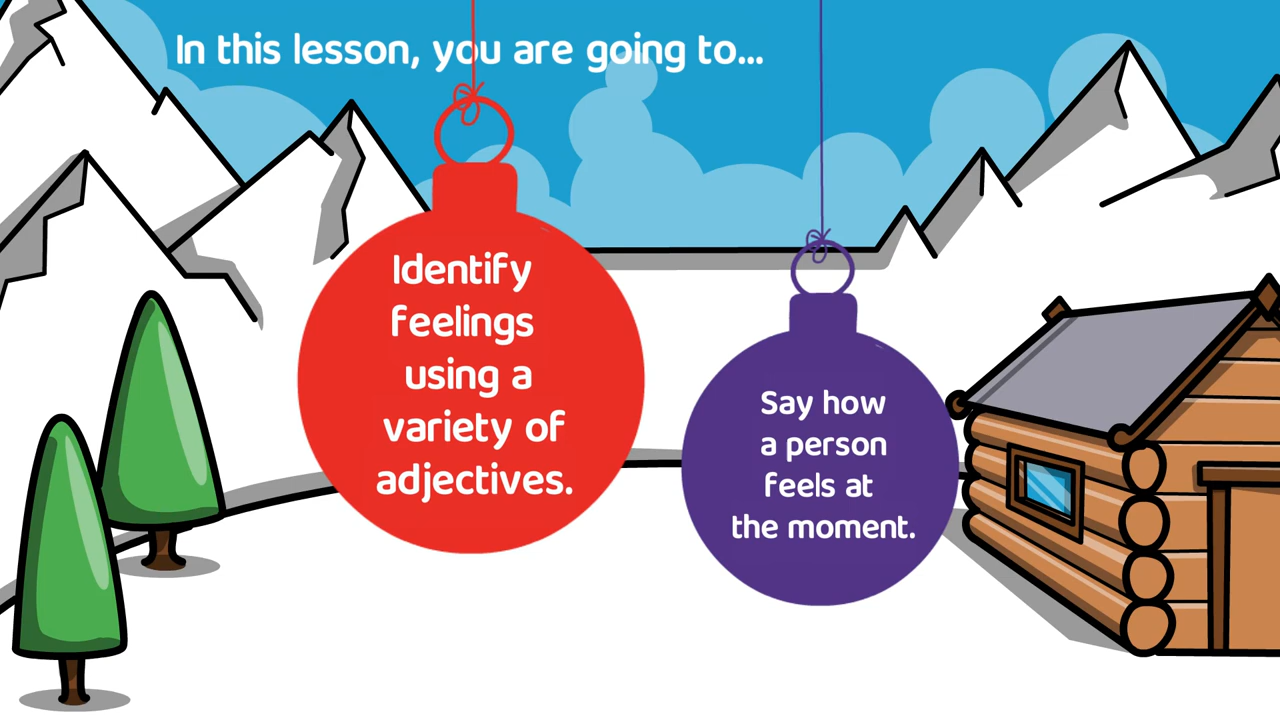 In this lesson, you are going to...
Identify
feelings
using a
variety of
adjectives.
Say how
a person
feels at
the moment.